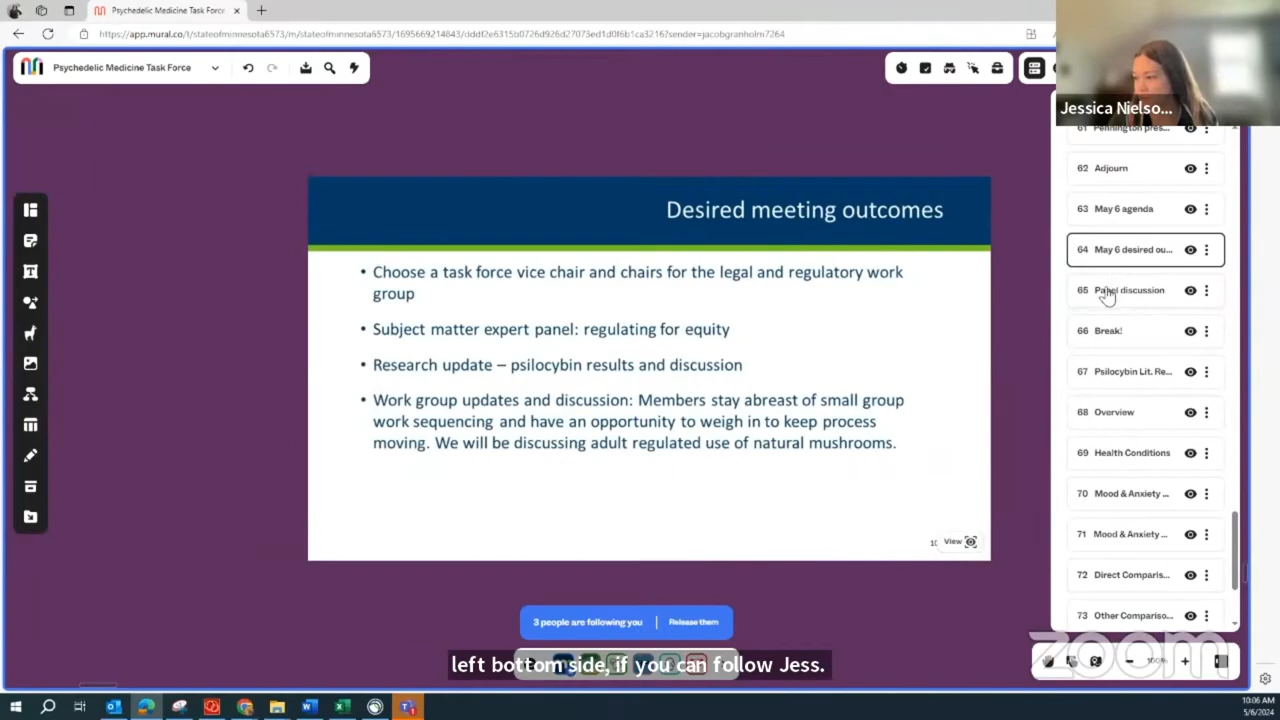 Psychedelic Medicine Task Force
https://app.mural.co/t/stateofminnesota6573/m/stateofminnesota6573/1695669214843/dddf2e6315b0726d926d27073ed1d0f6b1ca3216?sender=jacobgranholm7264
Psychedelic Medicine Task Force
Jessica Nielso...
61 Pennington pres...
62 Adjourn
63 May 6 agenda
64 May 6 desired ou...
65 Panel discussion
66 Break!
67 Psilocybin Lit. Re...
68 Overview
69 Health Conditions
70 Mood & Anxiety ...
71 Mood & Anxiety ...
72 Direct Comparis...
73 Other Compariso...
Desired meeting outcomes
• Choose a task force vice chair and chairs for the legal and regulatory work
group
• Subject matter expert panel: regulating for equity
• Research update – psilocybin results and discussion
• Work group updates and discussion: Members stay abreast of small group
work sequencing and have an opportunity to weigh in to keep process
moving. We will be discussing adult regulated use of natural mushrooms.
View
3 people are following you
Release them
left bottom side, if you can follow Jess.
zoom
100%
10:06 AM
5/6/2024